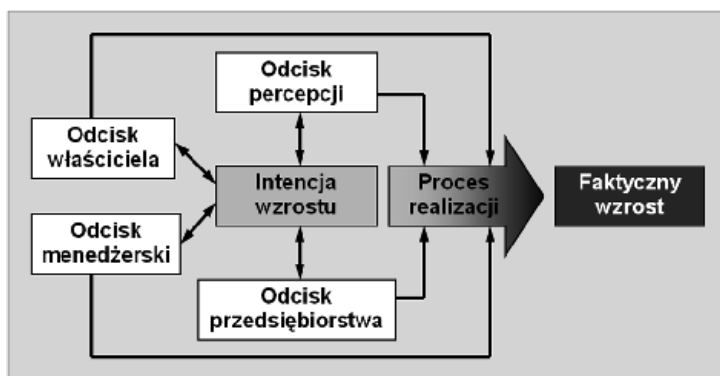 Odcisk
percepcji
Odcisk
właściciela
Intencja
wzrostu
Proces
realizacji
Faktyczny
wzrost
Odcisk
menedżerski
Odcisk
przedsiębiorstwa